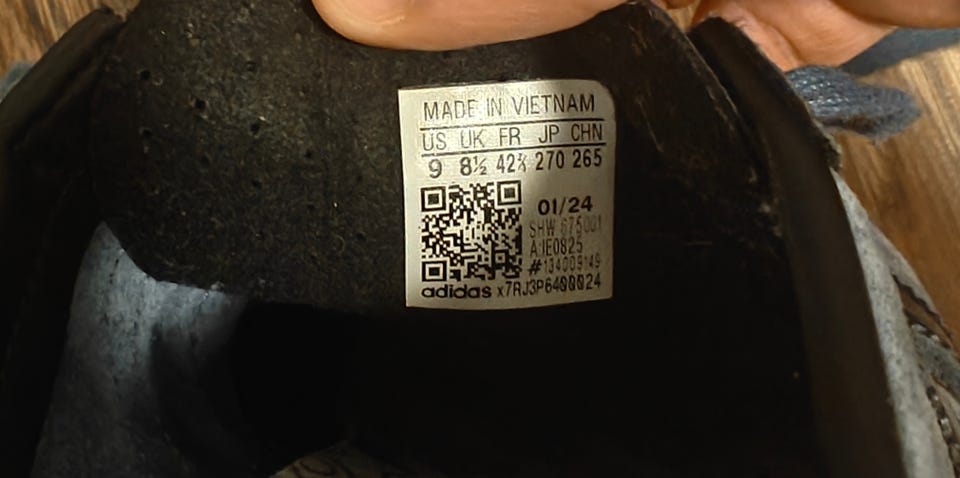 MADE IN VIETNAM
US UK FR JP CHN
9 8½ 42⅔ 270 265
01/24
SHW 675001
A:IE0825
#134009149
adidas x7RJ3P6400024